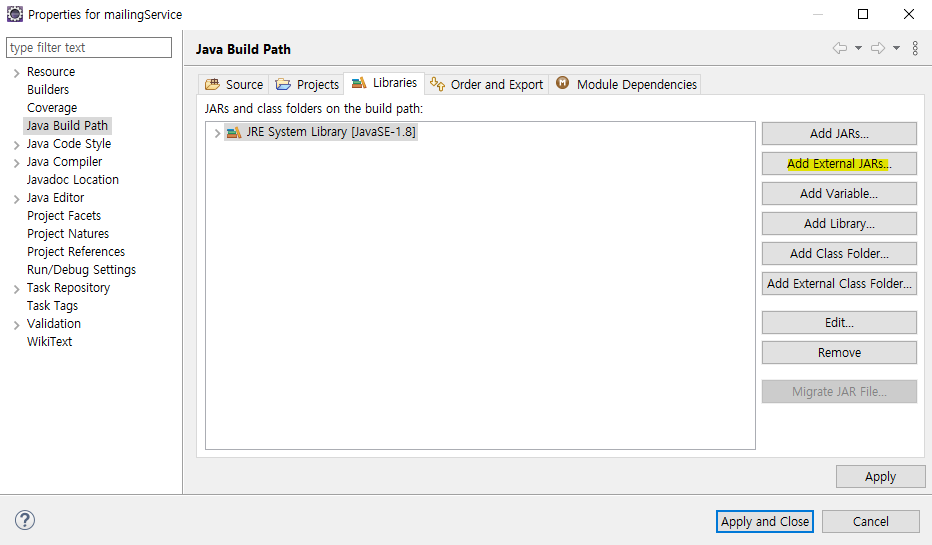 Properties for mailingService
type filter text
Resource
Builders
Coverage
Java Build Path
Java Code Style
Java Compiler
Javadoc Location
Java Editor
Project Facets
Project Natures
Project References
Run/Debug Settings
Task Repository
Task Tags
Validation
WikiText
Java Build Path
Source Projects Libraries Order and Export M Module Dependencies
JARs and class folders on the build path:
JRE System Library [JavaSE-1.8]
Add JARs...
Add External JARs...
Add Variable...
Add Library...
Add Class Folder...
Add External Class Folder...
Edit...
Remove
Migrate JAR File...
Apply
?
Apply and Close Cancel